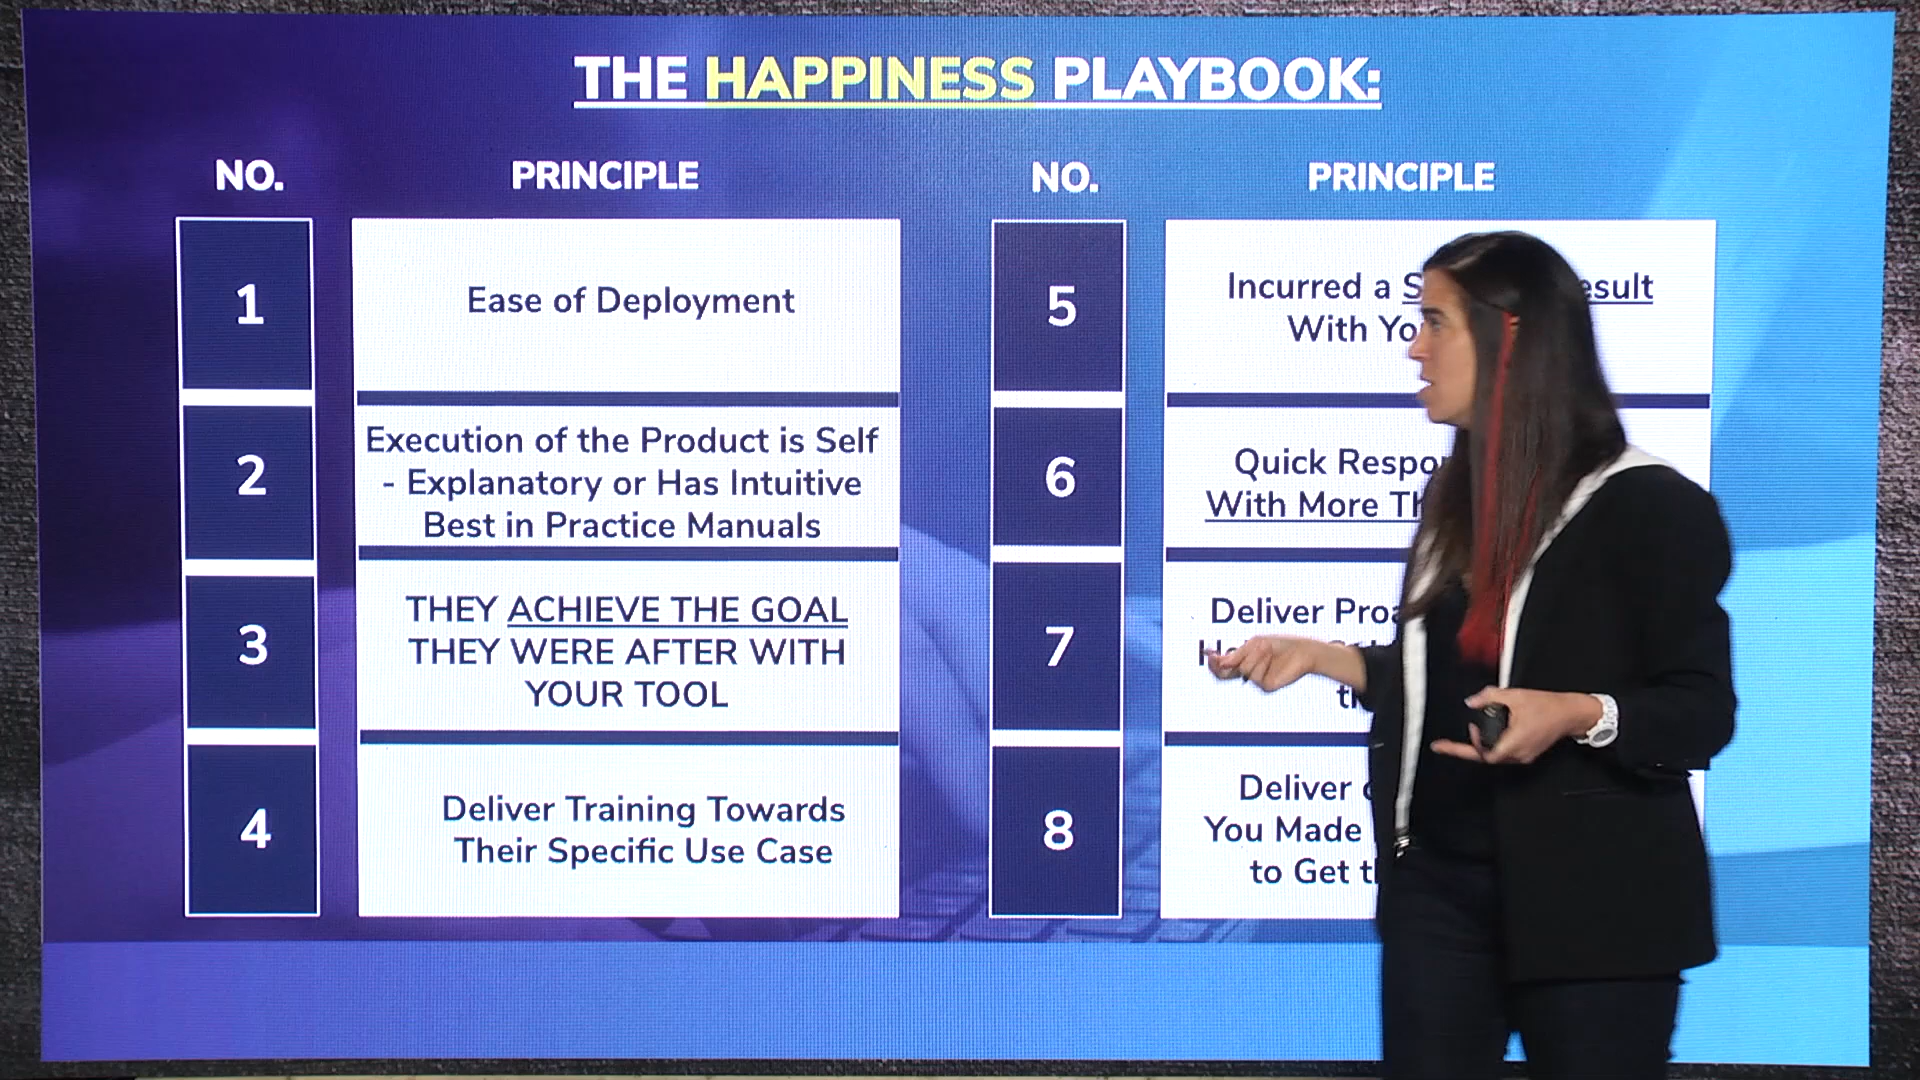 THE HAPPINESS PLAYBOOK:
NO.
PRINCIPLE
1
Ease of Deployment
2
Execution of the Product is Self
- Explanatory or Has Intuitive
Best in Practice Manuals
3
THEY ACHIEVE THE GOAL
THEY WERE AFTER WITH
YOUR TOOL
4
Deliver Training Towards
Their Specific Use Case
NO.
PRINCIPLE
5
Incurred a
With
6
Quick
With More
7
Deliver
8
Deliver
You Made
to Get